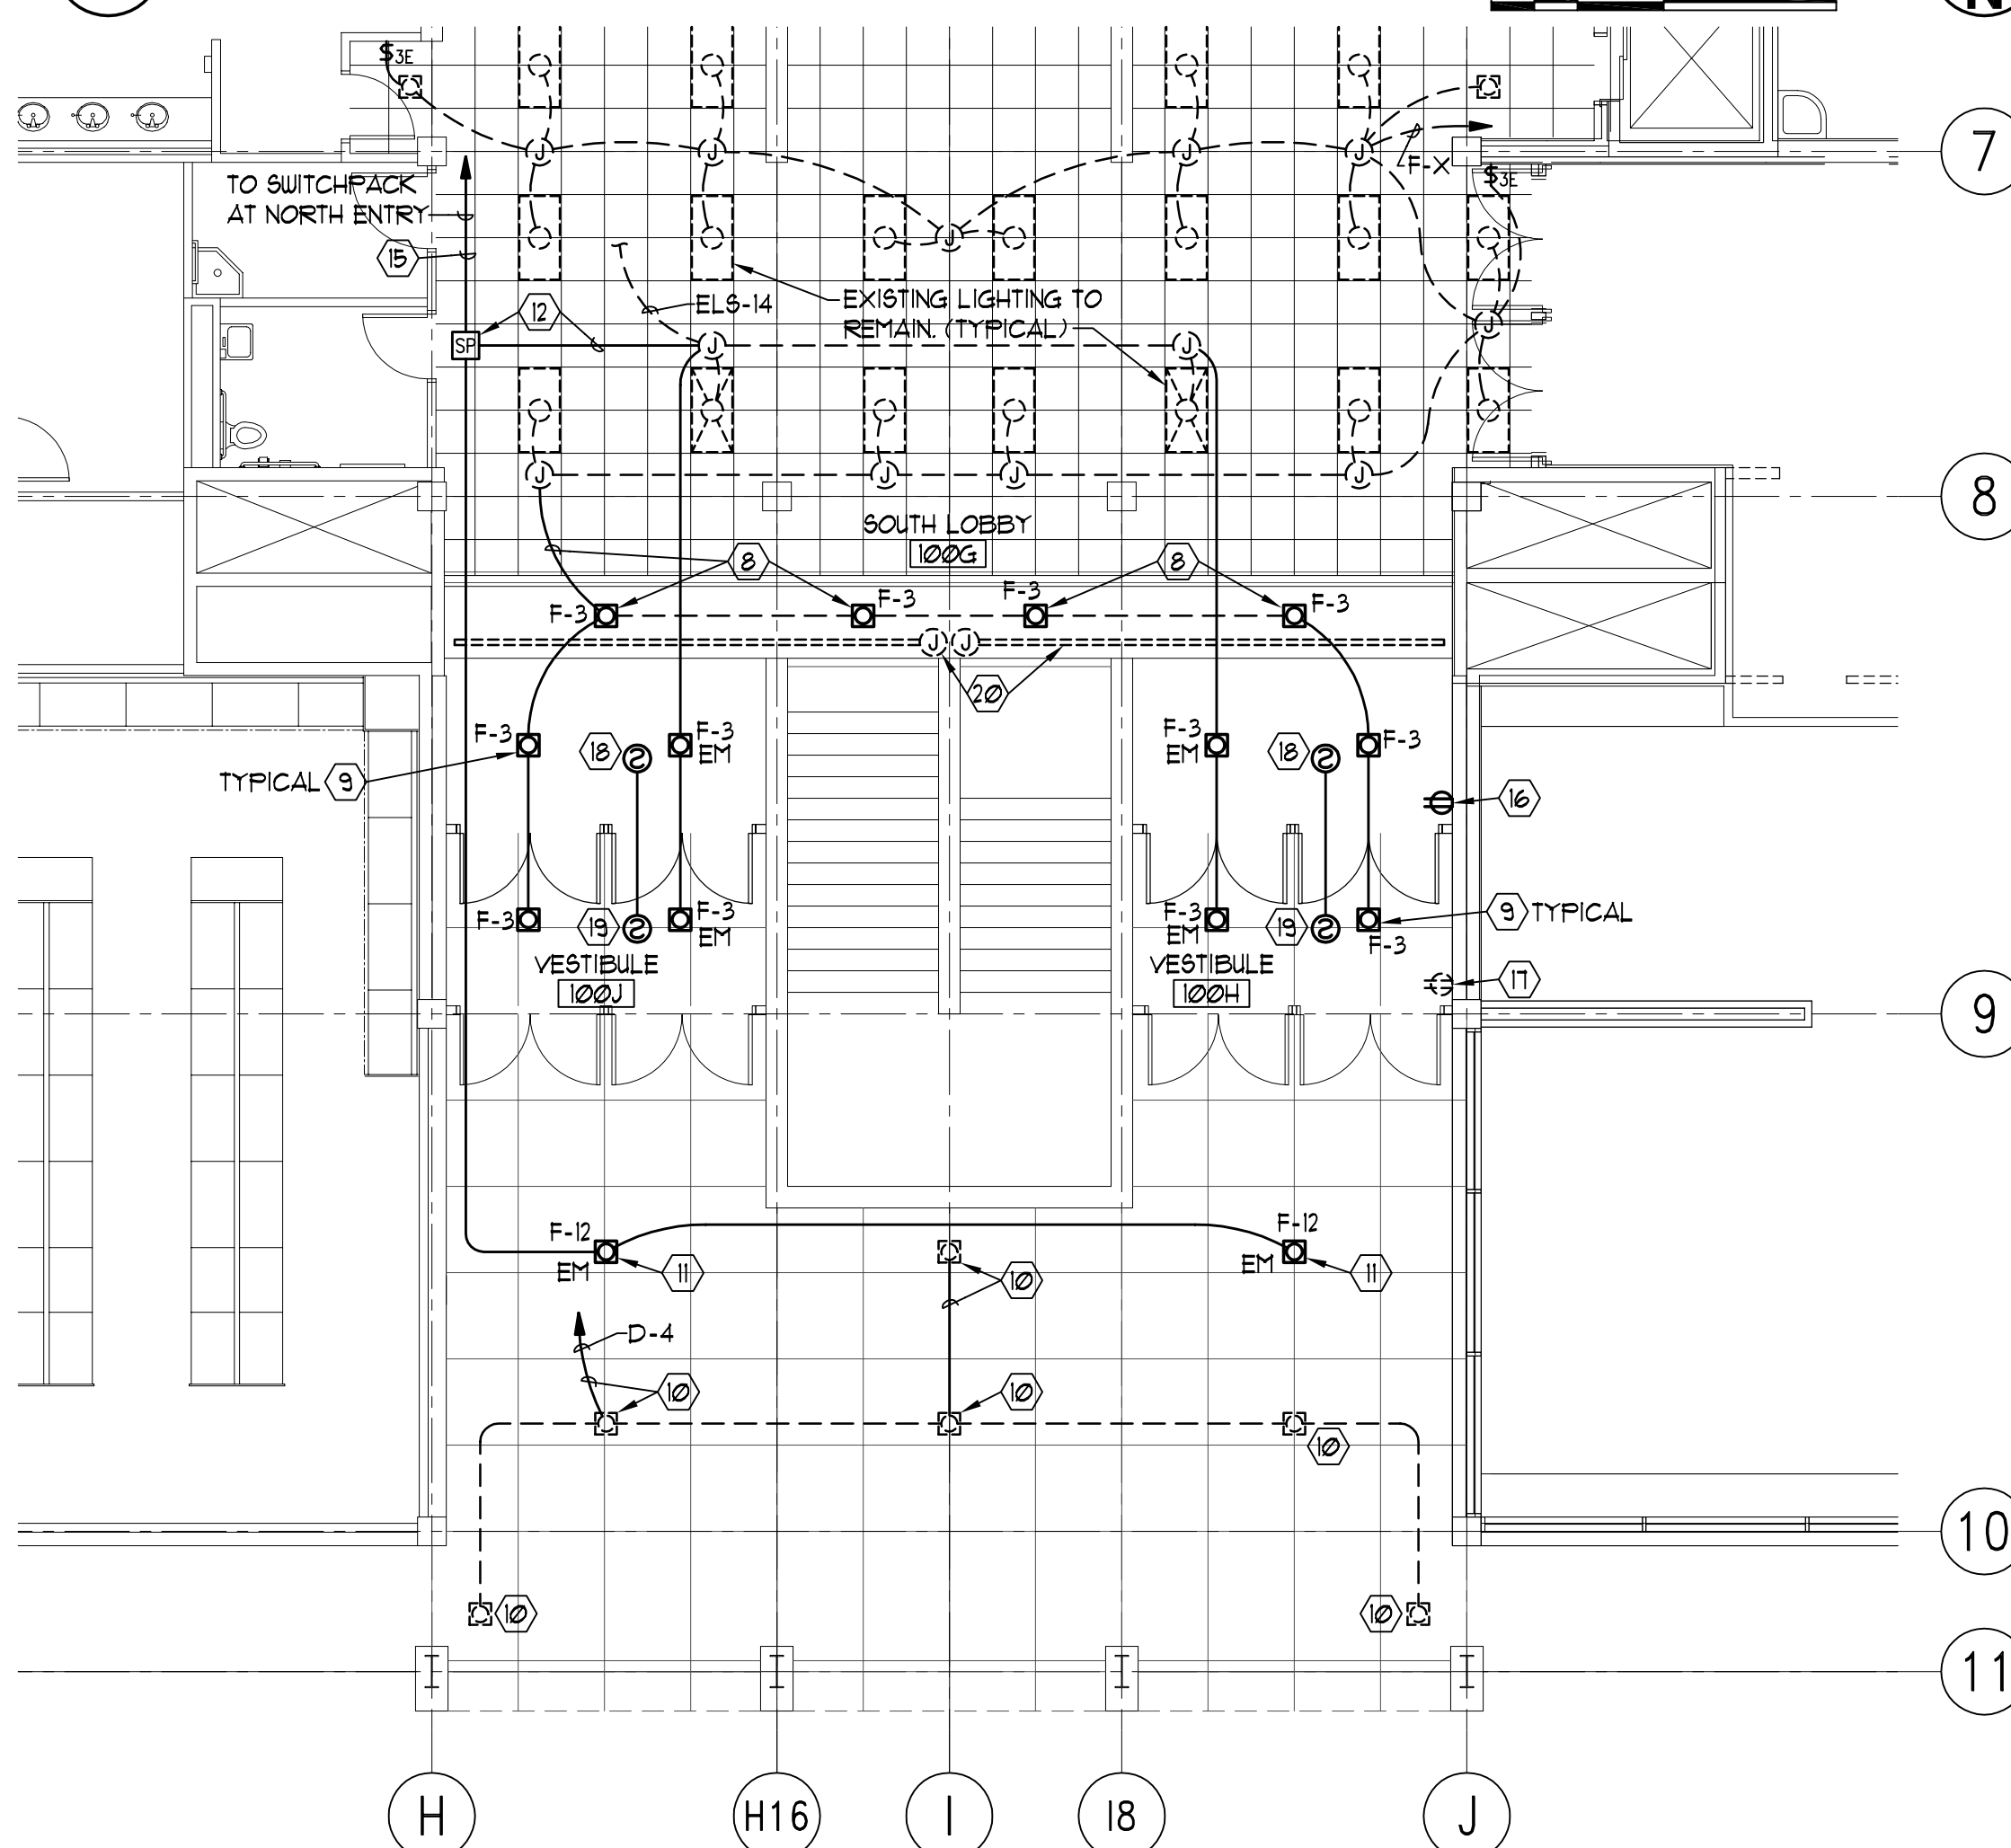 N
$3E
J
J
J
J
7
F-X
$3E
TO SWITCHPACK
AT NORTH ENTRY
15
J
12
ELS-14
EXISTING LIGHTING TO
REMAIN. (TYPICAL)
SP
J
J
J
J
J
J
J
8
SOUTH LOBBY
100G
8
8
F-3
F-3
F-3
F-3
J
J
20
F-3
18
F-3
EM
F-3
EM
18
F-3
TYPICAL 9
16
F-3
19
F-3
EM
F-3
EM
19
F-3
9 TYPICAL
VESTIBULE
100J
VESTIBULE
100H
17
9
F-12
EM
11
10
F-12
EM
11
D-4
10
10
10
10
10
10
11
H
H16
I
I8
J